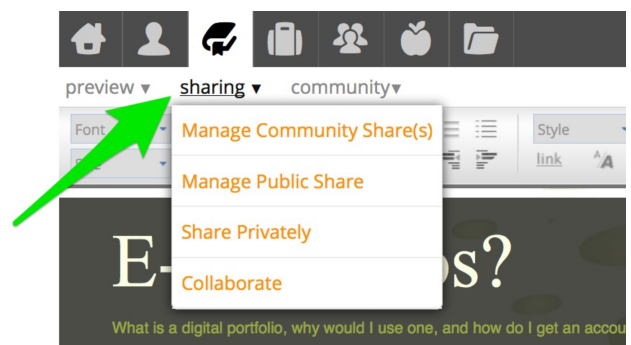 preview ▼ sharing ▼ community▼
Font Style
Manage Community Share(s)
link A/A
Manage Public Share
Share Privately
Collaborate
E- s?
What is a digital portfolio, why would I use one, and how do I get an accou